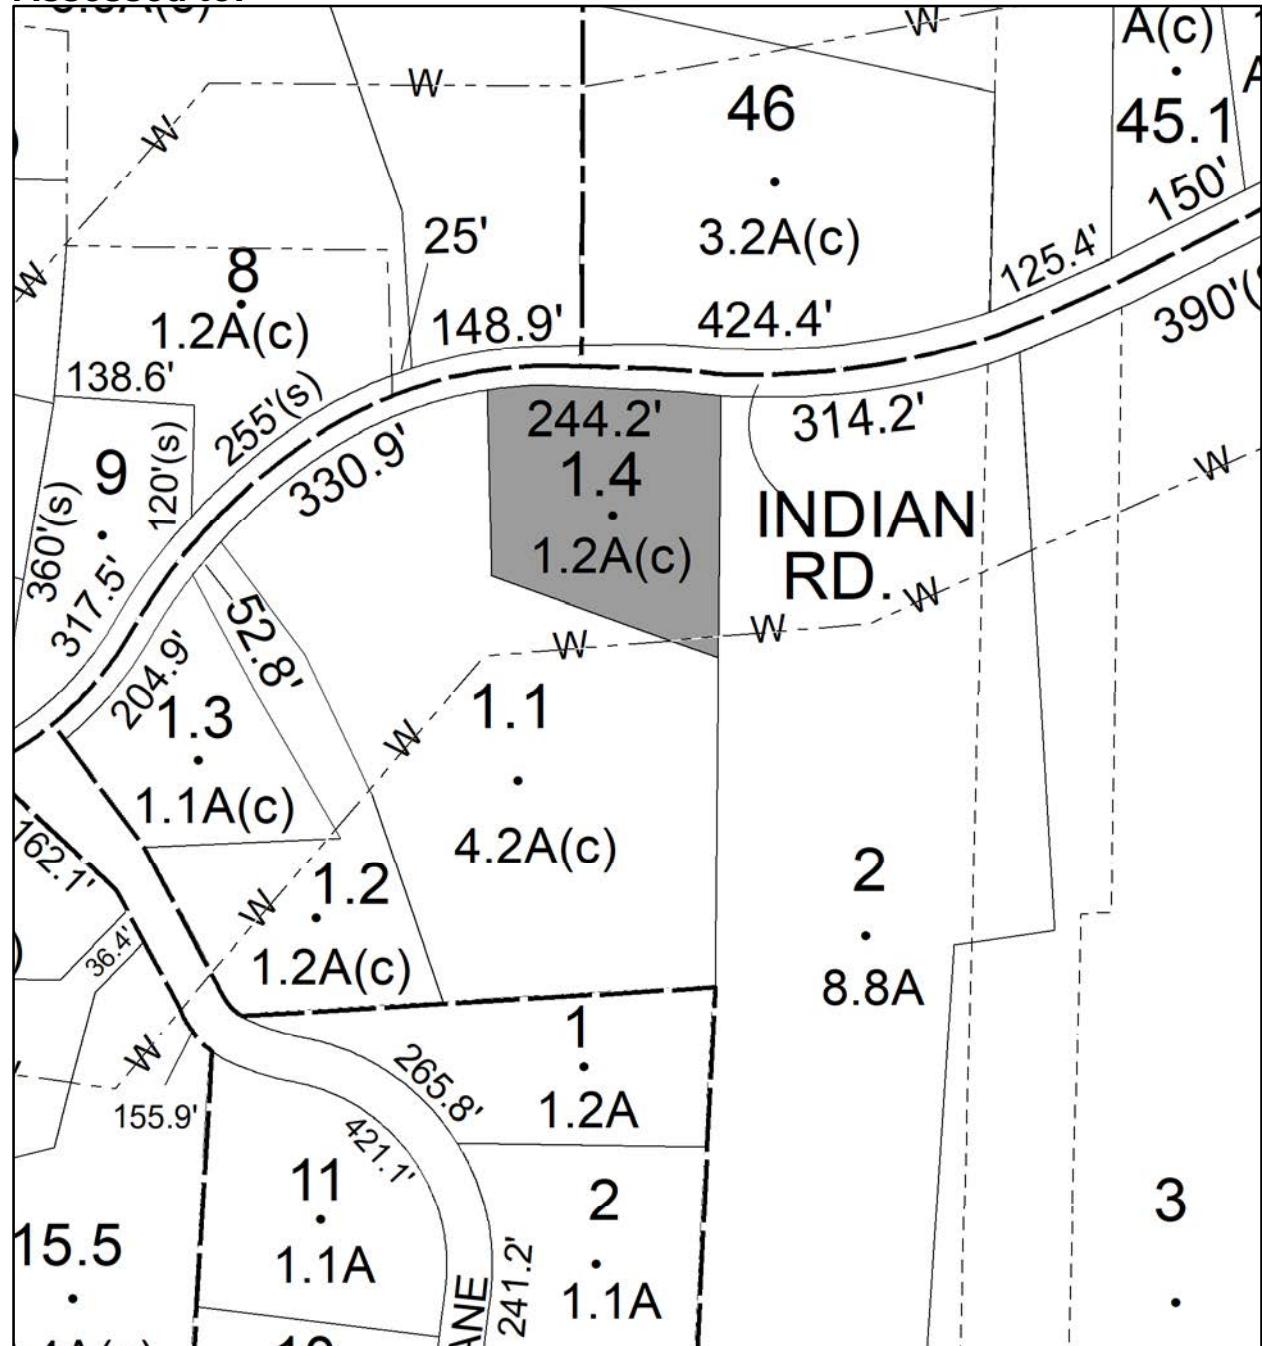 W
A(c)
W
46
45.1
W
150'
25'
3.2A(c)
125.4'
8
W
1.2A(c)
148.9'
424.4'
390'(
138.6'
255'(s)
244.2'
314.2'
9
120'(s)
330.9'
1.4
W
360'(s)
INDIAN
1.2A(c)
RD.
317.5'
52.8'
W
W
W
204.9'
1.3
1.1
W
1.1A(c)
4.2A(c)
162.1'
1.2
2
W
36.4'
1.2A(c)
8.8A
1
W
265.8'
155.9'
1.2A
421.1'
11
2
3
15.5
1.1A
241.2'
1.1A
ANE